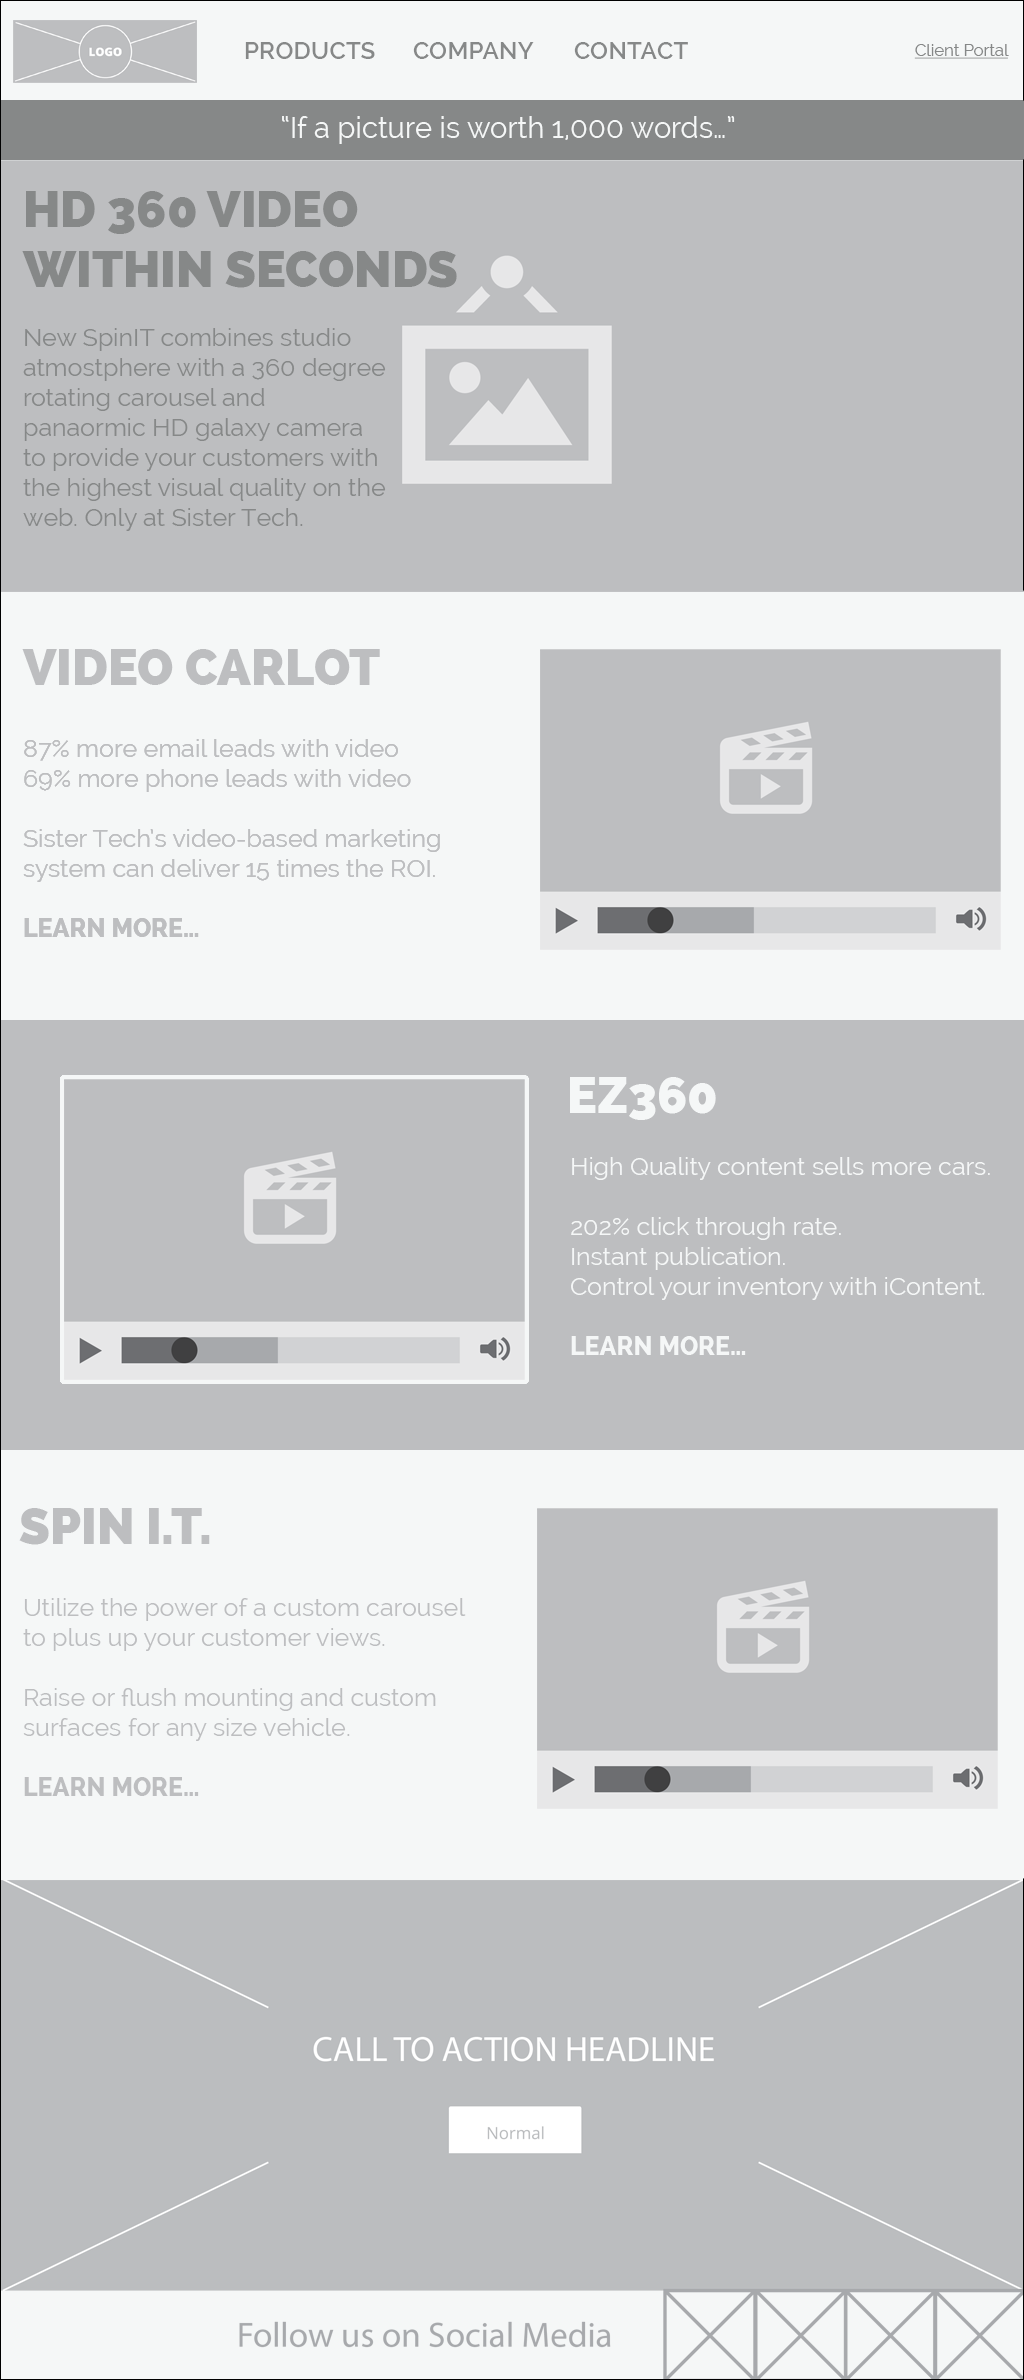 LOGO
PRODUCTS COMPANY CONTACT
Client Portal
“If a picture is worth 1,000 words...”
HD 360 VIDEO
WITHIN SECONDS
New SpinIT combines studio
atmostphere with a 360 degree
rotating carousel and
panaormic HD galaxy camera
to provide your customers with
the highest visual quality on the
web. Only at Sister Tech.
VIDEO CARLOT
87% more email leads with video
69% more phone leads with video
Sister Tech's video-based marketing
system can deliver 15 times the ROI.
LEARN MORE...
EZ360
High Quality content sells more cars.
202% click through rate.
Instant publication.
Control your inventory with iContent.
LEARN MORE...
SPIN I.T.
Utilize the power of a custom carousel
to plus up your customer views.
Raise or flush mounting and custom
surfaces for any size vehicle.
LEARN MORE...
CALL TO ACTION HEADLINE
Normal
Follow us on Social Media